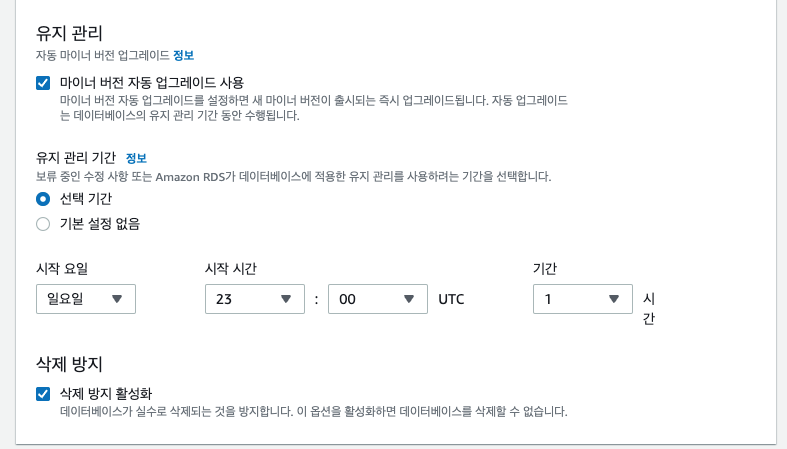 유지 관리
자동 마이너 버전 업그레이드 정보
마이너 버전 자동 업그레이드 사용
마이너 버전 자동 업그레이드를 설정하면 새 마이너 버전이 출시되는 즉시 업그레이드됩니다. 자동 업그레이드
는 데이터베이스의 유지 관리 기간 동안 수행됩니다.
유지 관리 기간 정보
보류 중인 수정 사항 또는 Amazon RDS가 데이터베이스에 적용한 유지 관리를 사용하려는 기간을 선택합니다.
선택 기간
기본 설정 없음
시작 요일 시작 시간 기간
일요일 23 : 00 UTC 1 시
간
삭제 방지
삭제 방지 활성화
데이터베이스가 실수로 삭제되는 것을 방지합니다. 이 옵션을 활성화하면 데이터베이스를 삭제할 수 없습니다.